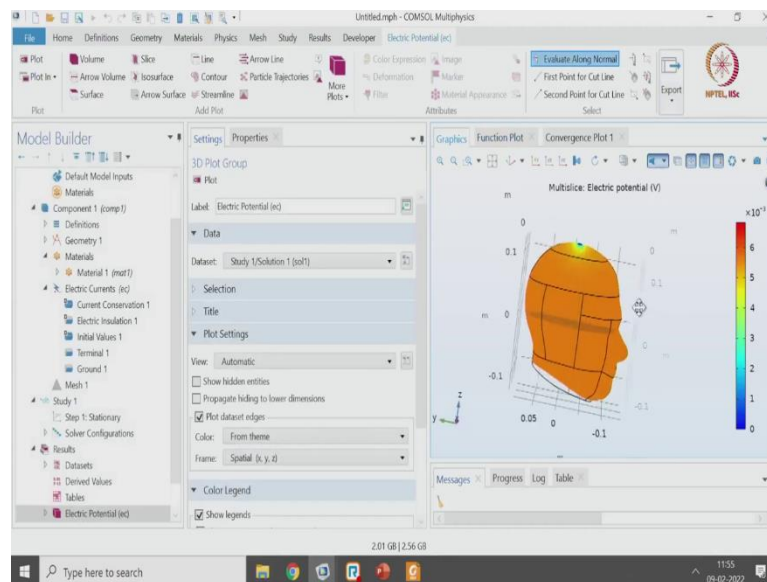 Untitled.mph - COMSOL Multiphysics
File Home Definitions Geometry Materials Physics Mesh Study Results Developer Electric Potential (ec)
Plot
Plot In
Plot
Volume Slice Line Arrow Line
Arrow Volume Isosurface Contour Particle Trajectories
Surface Arrow Surface Streamline
More Plots
Add Plot
Color Expression Image
Deformation Marker
Filter Material Appearance
Attributes
Evaluate Along Normal
First Point for Cut Line
Second Point for Cut Line
Select
Export
NPTEL, IISc
Model Builder
Default Model Inputs
Materials
Component 1 (comp1)
Definitions
Geometry 1
Materials
Material 1 (mat1)
Electric Currents (ec)
Current Conservation 1
Electric Insulation 1
Initial Values 1
Terminal 1
Ground 1
Mesh 1
Study 1
Step 1: Stationary
Solver Configurations
Results
Datasets
Derived Values
Tables
Electric Potential (ec)
Settings Properties
3D Plot Group
Plot
Label: Electric Potential (ec)
Data
Dataset: Study 1/Solution 1 (sol1)
Selection
Title
Plot Settings
View: Automatic
Show hidden entities
Propagate hiding to lower dimensions
Plot dataset edges
Color: From theme
Frame: Spatial (x, y, z)
Color Legend
Show legends
Graphics Function Plot Convergence Plot 1
Multislice: Electric potential (V)
m
0
0.1
m 0
-0.1
0.05 0 -0.1
m
0
0.1
0
-0.1
z
y
×10⁻³
6
5
4
3
2
1
0
Messages Progress Log Table
2.01 GB | 2.56 GB
Type here to search
11:55
09-02-2022